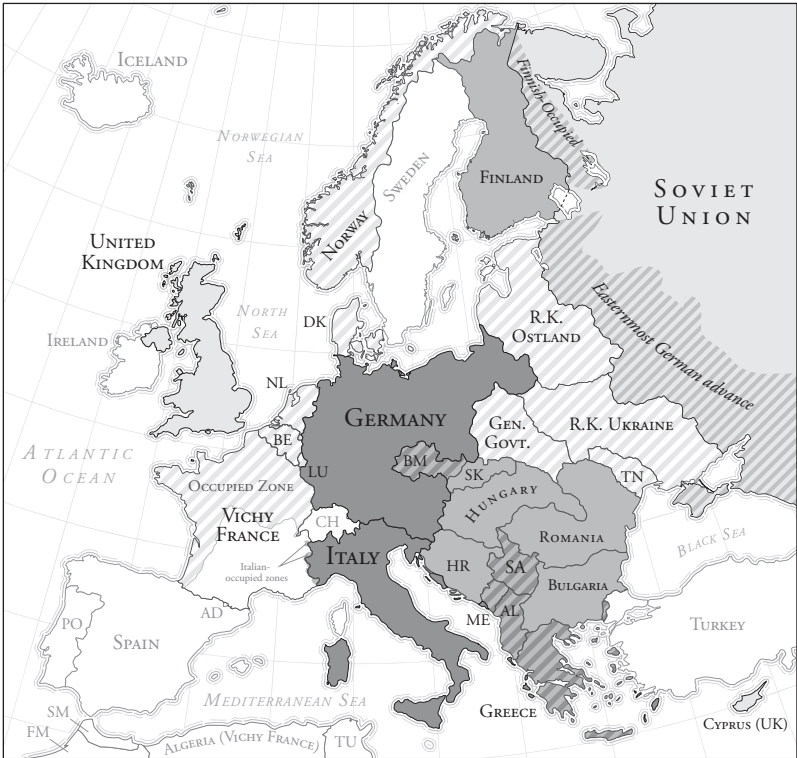 ICELAND
NORWEGIAN
SEA
Finnish-Occupied
SWEDEN
FINLAND
SOVIET
UNION
NORWAY
UNITED
KINGDOM
Easternmost German advance
NORTH
SEA
DK
R.K.
OSTLAND
IRELAND
NL
GERMANY
GEN.
GOVT.
R.K. UKRAINE
BE
ATLANTIC
OCEAN
BM
LU
SK
TN
OCCUPIED ZONE
HUNGARY
VICHY
FRANCE
CH
ROMANIA
BLACK SEA
ITALY
Italian-
occupied zones
HR
SA
BULGARIA
AD
AL
ME
PO
SPAIN
TURKEY
MEDITERRANEAN SEA
GREECE
CYPRUS (UK)
SM
FM
ALGERIA (VICHY FRANCE)
TU